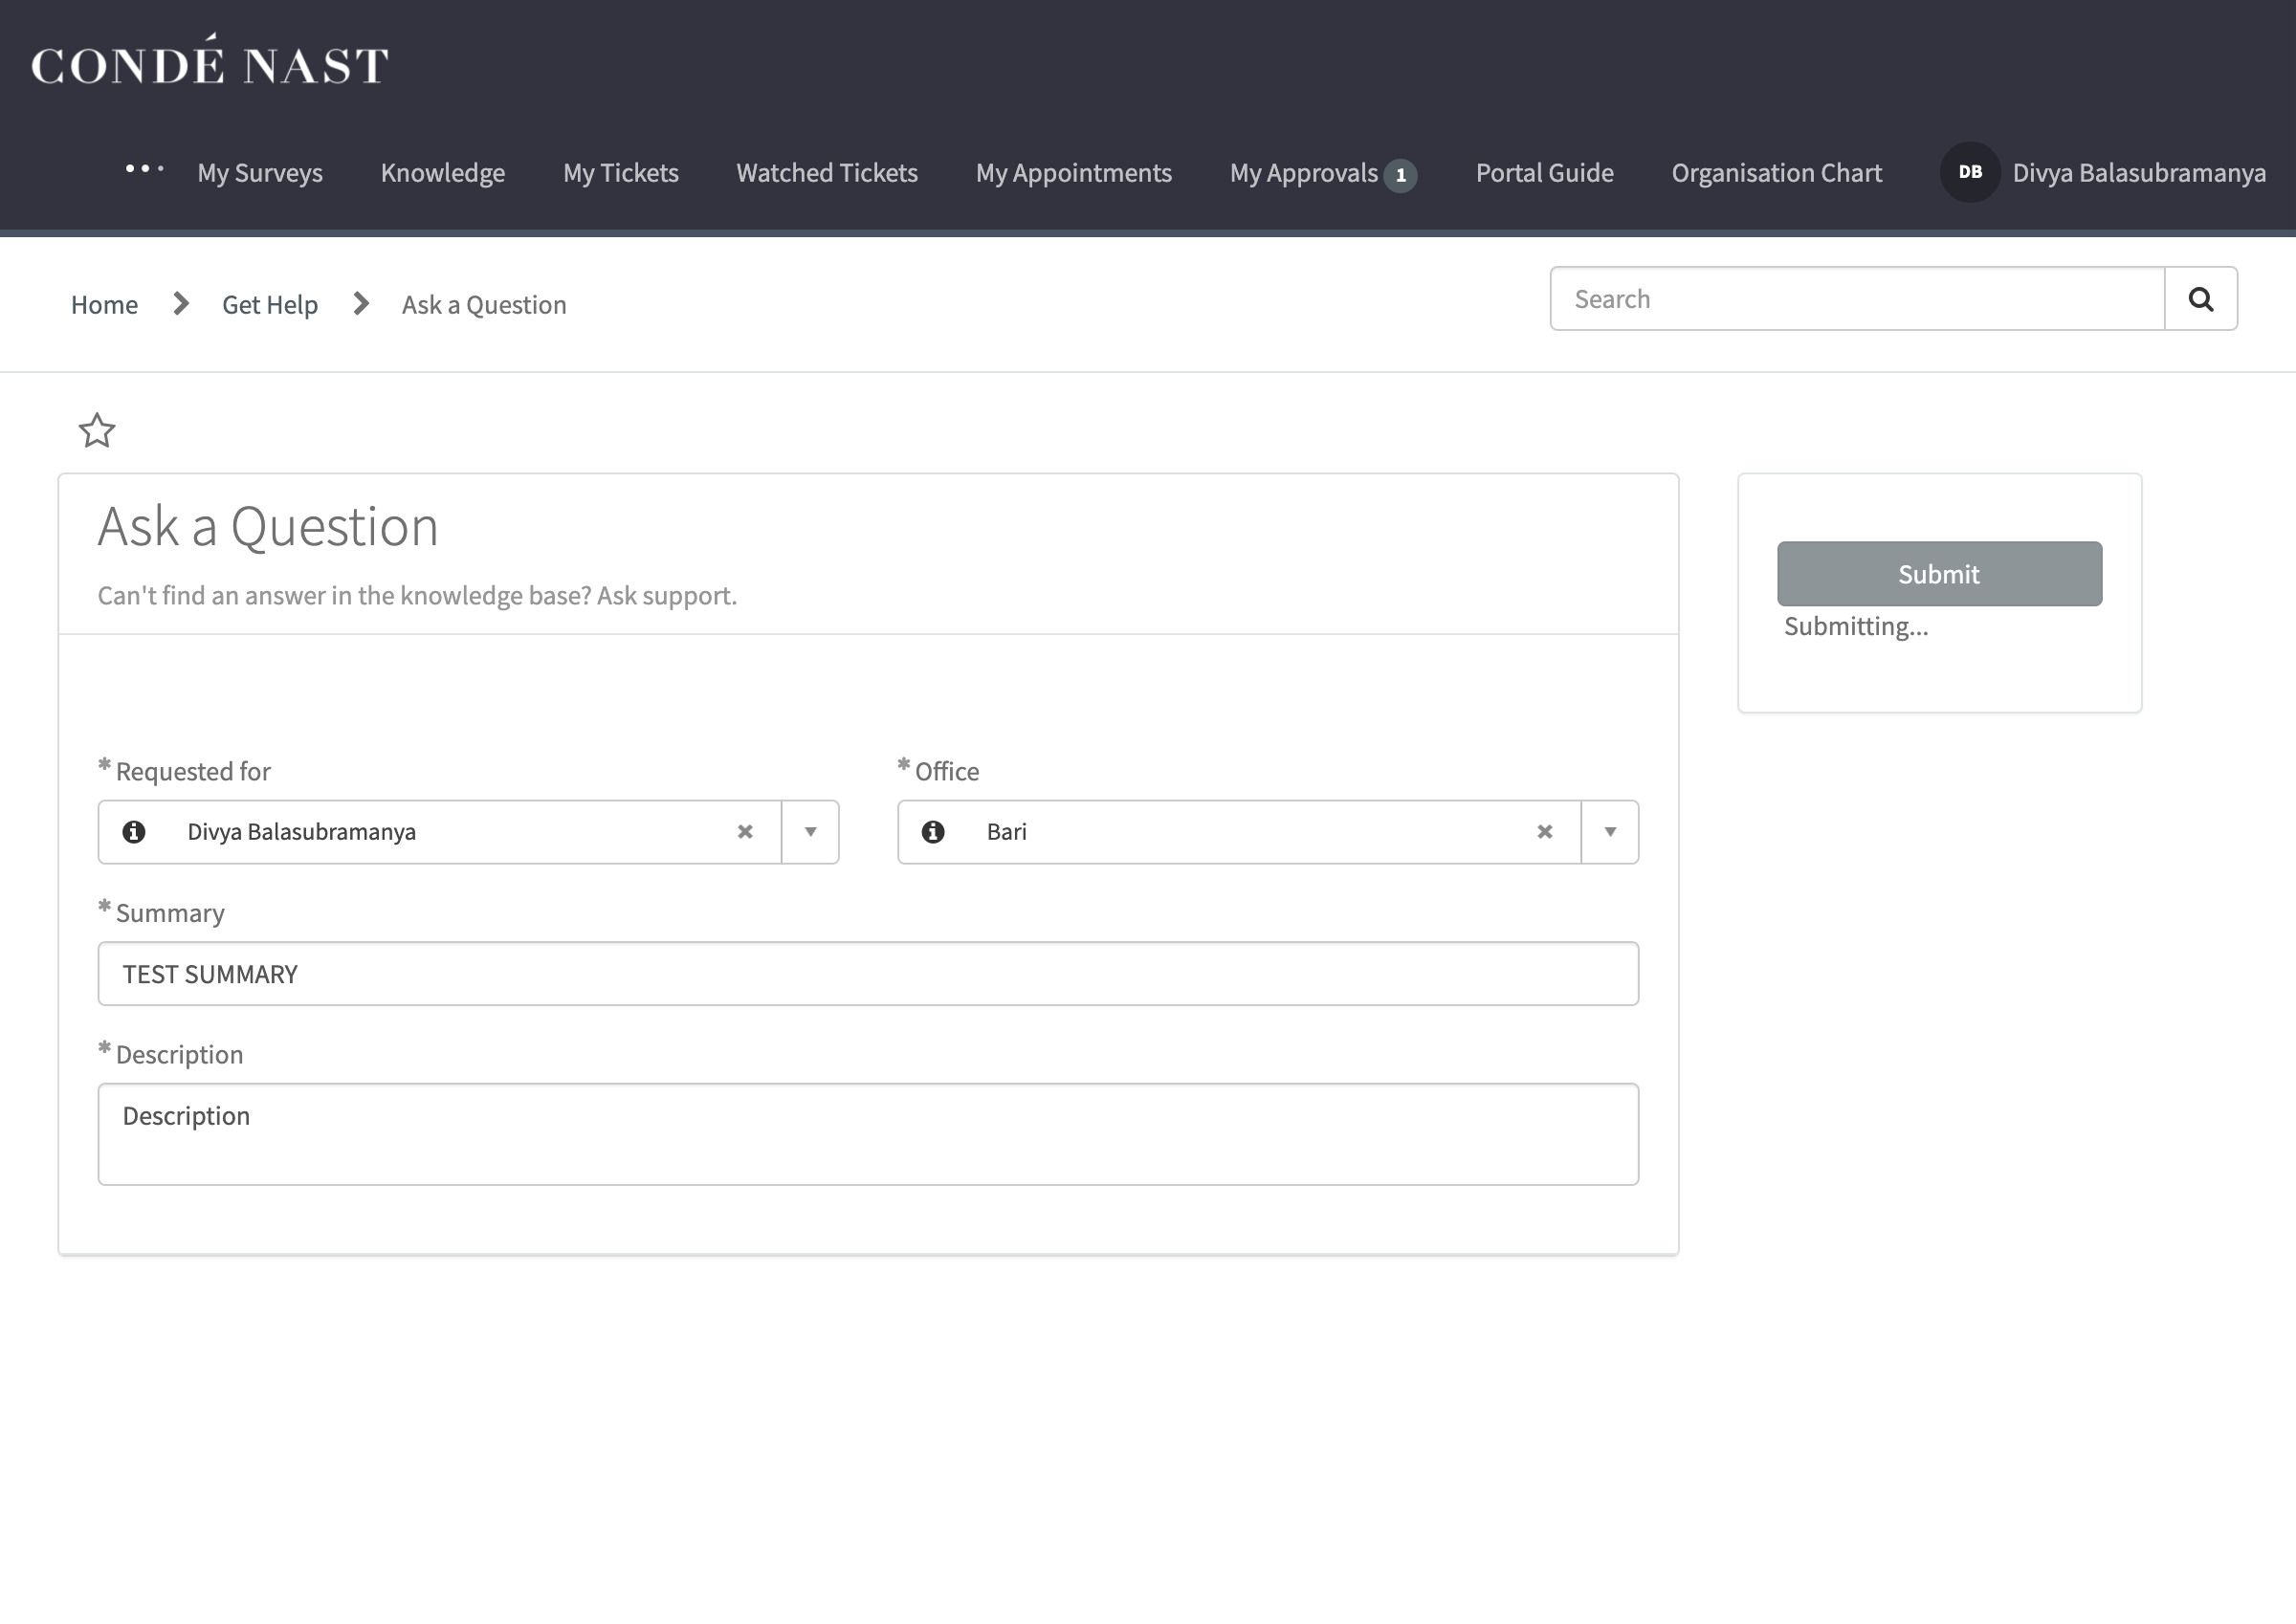 CONDÉ NAST
My Surveys Knowledge My Tickets Watched Tickets My Appointments My Approvals 1 Portal Guide Organisation Chart DB Divya Balasubramanya
Home Get Help Ask a Question
Search
Ask a Question
Can't find an answer in the knowledge base? Ask support.
Submit
Submitting...
* Requested for
* Office
Divya Balasubramanya
Bari
* Summary
TEST SUMMARY
* Description
Description